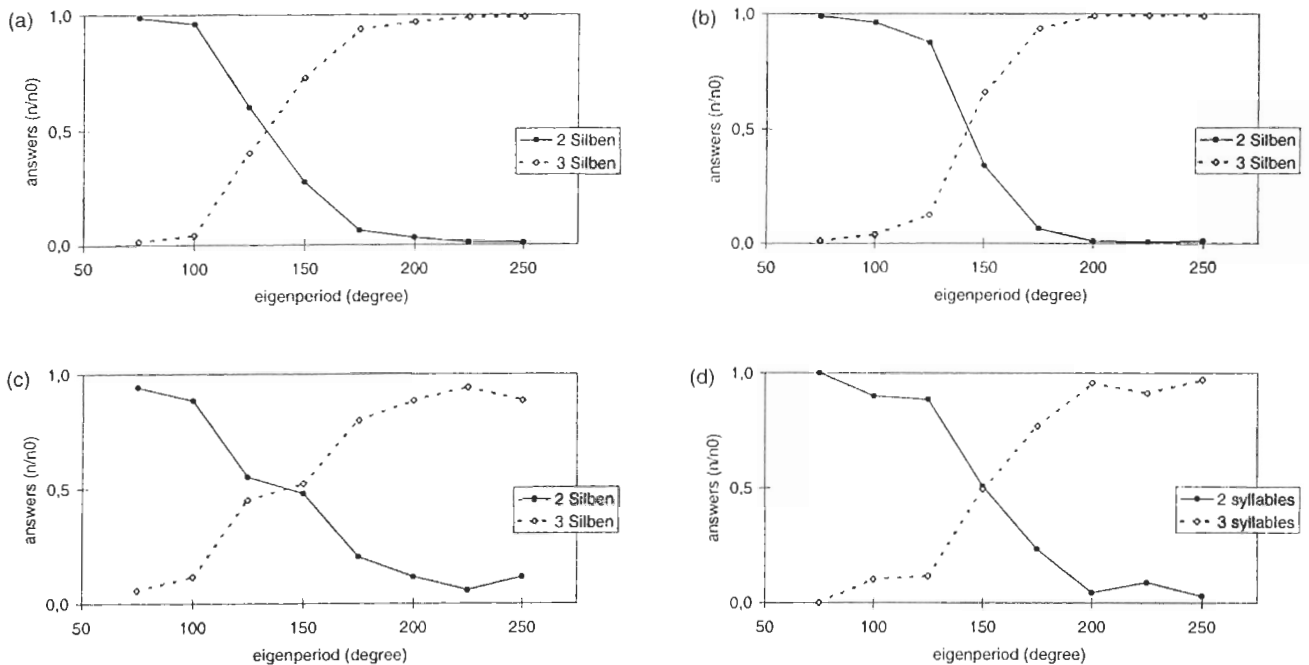 (a)
1,0
0,5
0,0
answers (n/n0)
50 100 150 200 250
eigenperiod (degree)
2 Silben
3 Silben
(b)
1,0
0,5
0,0
answers (n/n0)
50 100 150 200 250
eigenperiod (degree)
2 Silben
3 Silben
(c)
1,0
0,5
0,0
answers (n/n0)
50 100 150 200 250
eigenperiod (degree)
2 Silben
3 Silben
(d)
1,0
0,5
0,0
answers (n/n0)
50 100 150 200 250
eigenperiod (degree)
2 syllables
3 syllables